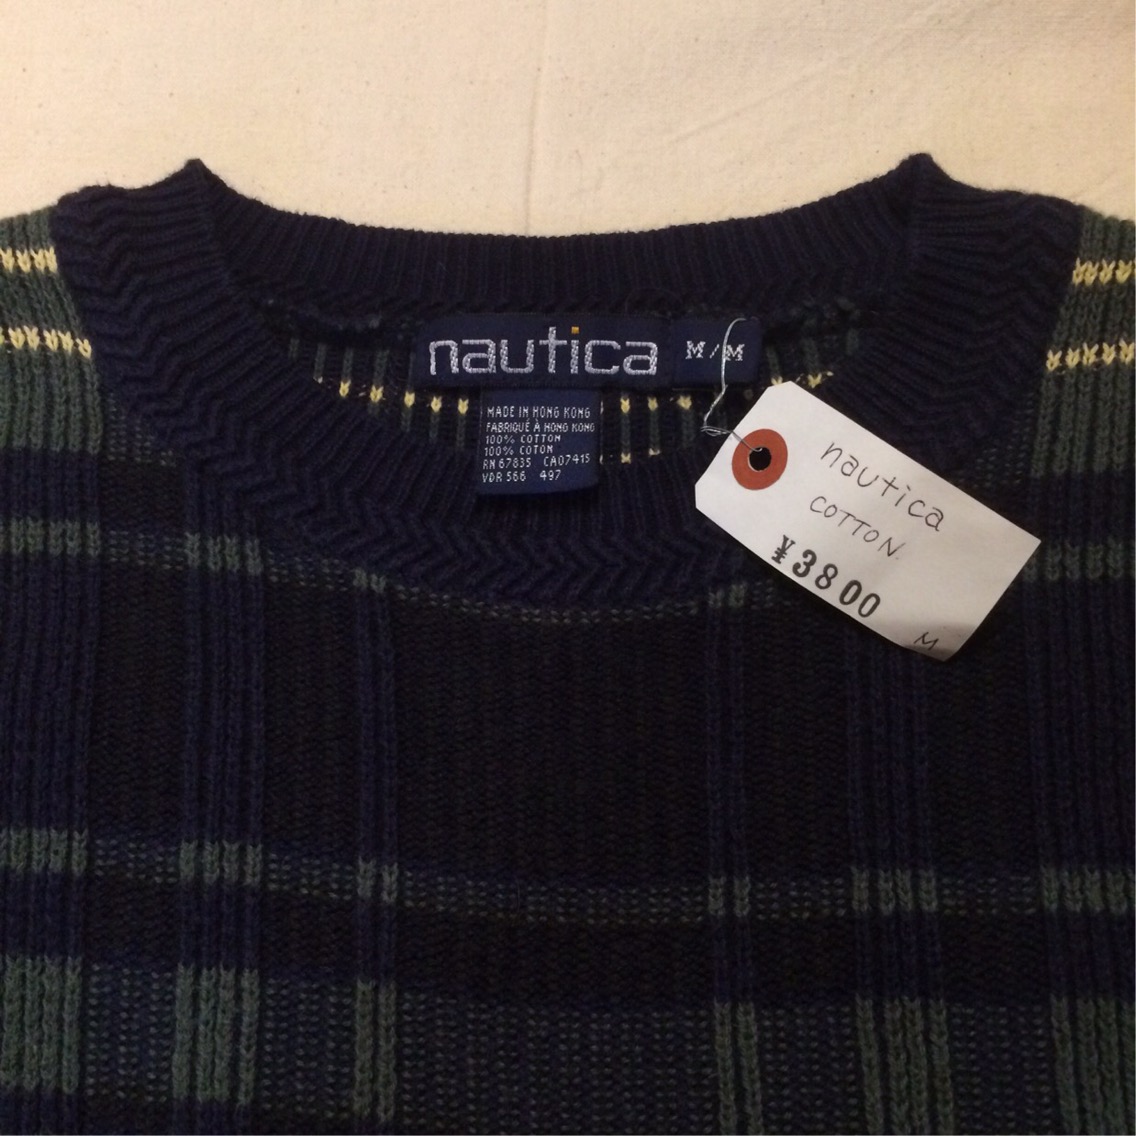 nautica
M/M
MADE IN HONG KONG
FABRIQUÉ À HONG KONG
100% COTTON
100% COTON
RN 67835 CA07415
VDR 566 497
nautica
COTTON
¥3800
M